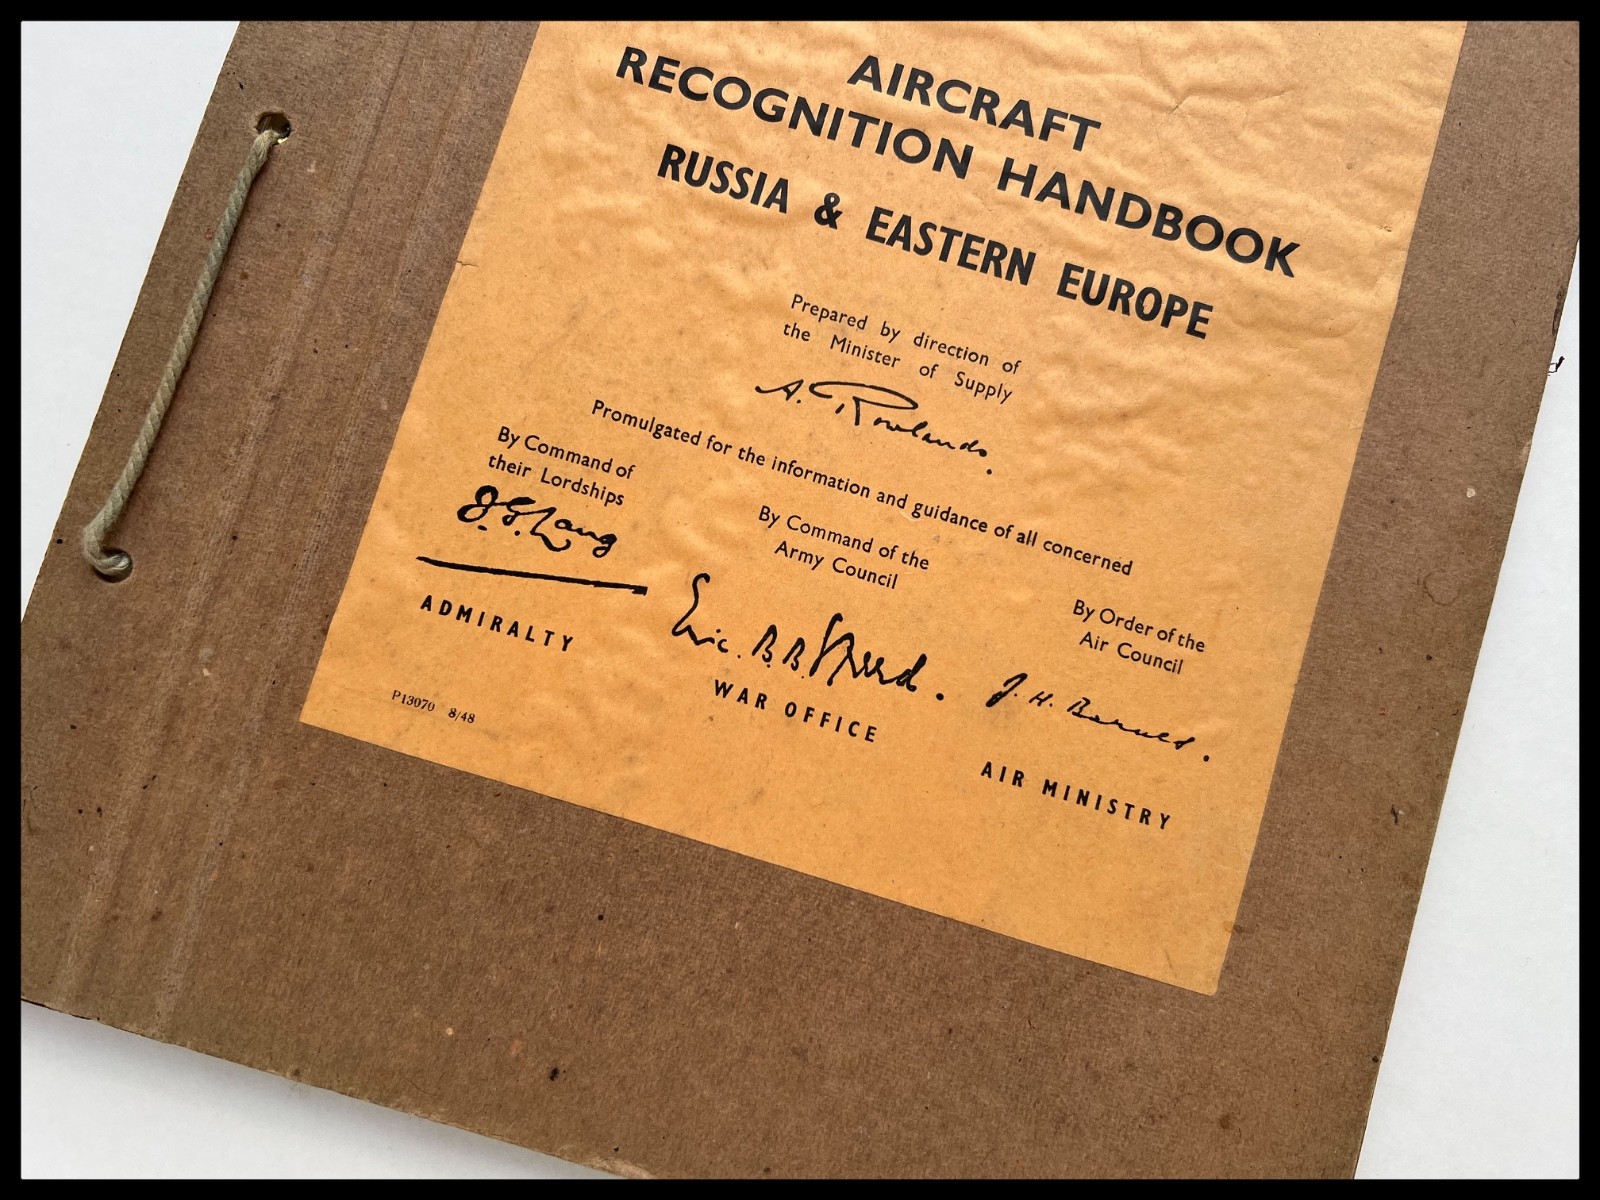 AIRCRAFT
RECOGNITION HANDBOOK
RUSSIA & EASTERN EUROPE
Prepared by direction of
the Minister of Supply
A. Rowlands.
Promulgated for the information and guidance of all concerned
By Command of
their Lordships
J.G. Lang
ADMIRALTY
By Command of the
Army Council
Eric. B.B. Speed.
WAR OFFICE
By Order of the
Air Council
J. H. Barnes.
AIR MINISTRY
P13070 8/48